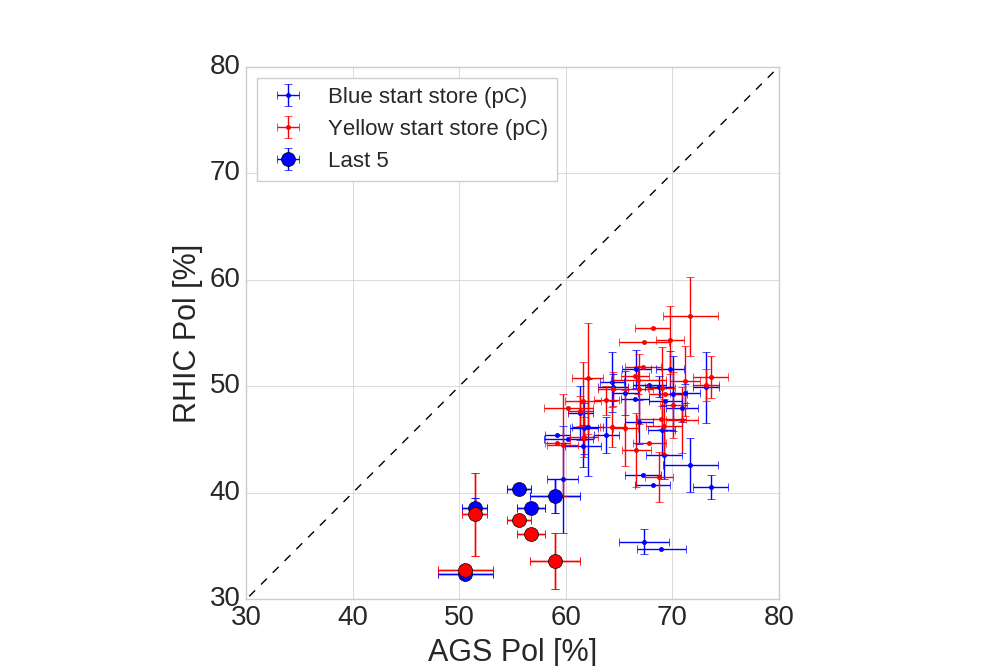 80
Blue start store (pC)
Yellow start store (pC)
Last 5
70
60
50
40
30
RHIC Pol [%]
30 40 50 60 70 80
AGS Pol [%]